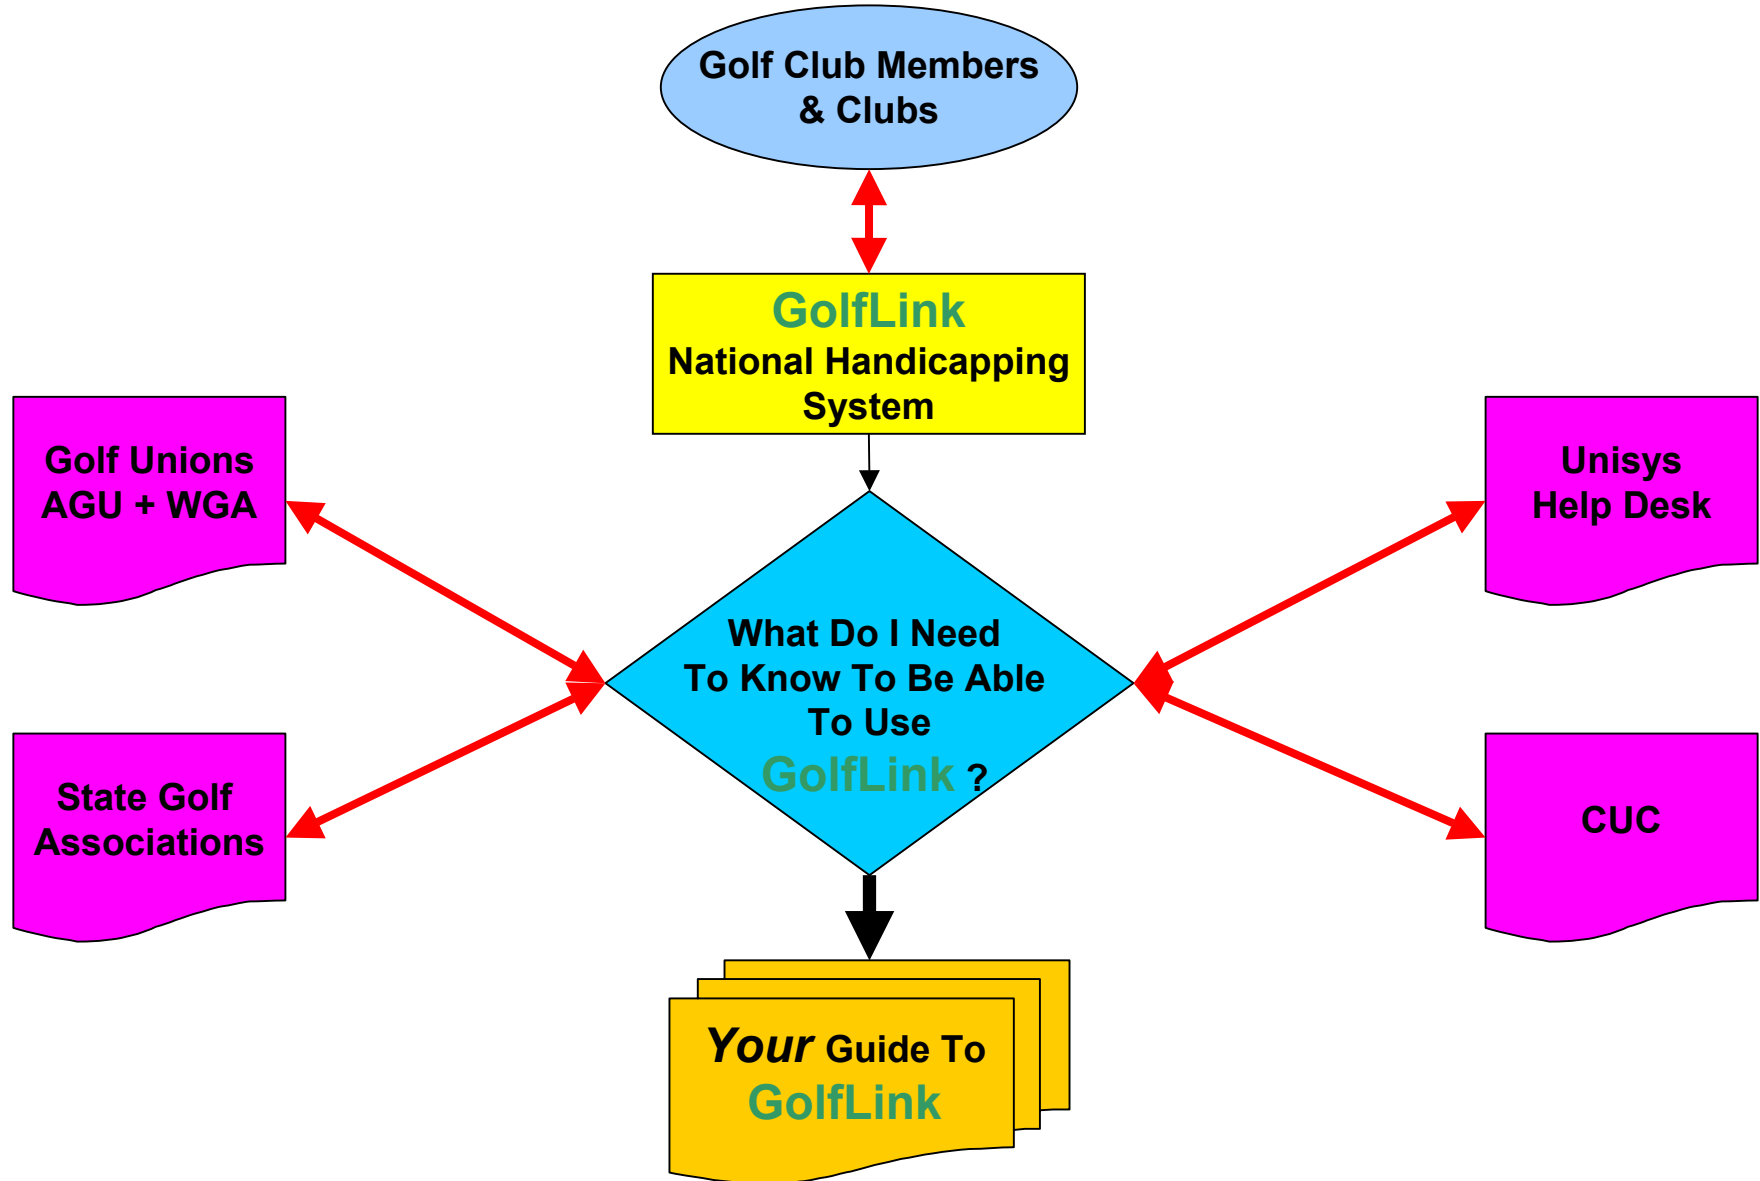 Golf Club Members
& Clubs
GolfLink
National Handicapping
System
Golf Unions
AGU + WGA
Unisys
Help Desk
What Do I Need
To Know To Be Able
To Use
GolfLink ?
State Golf
Associations
CUC
Your Guide To
GolfLink